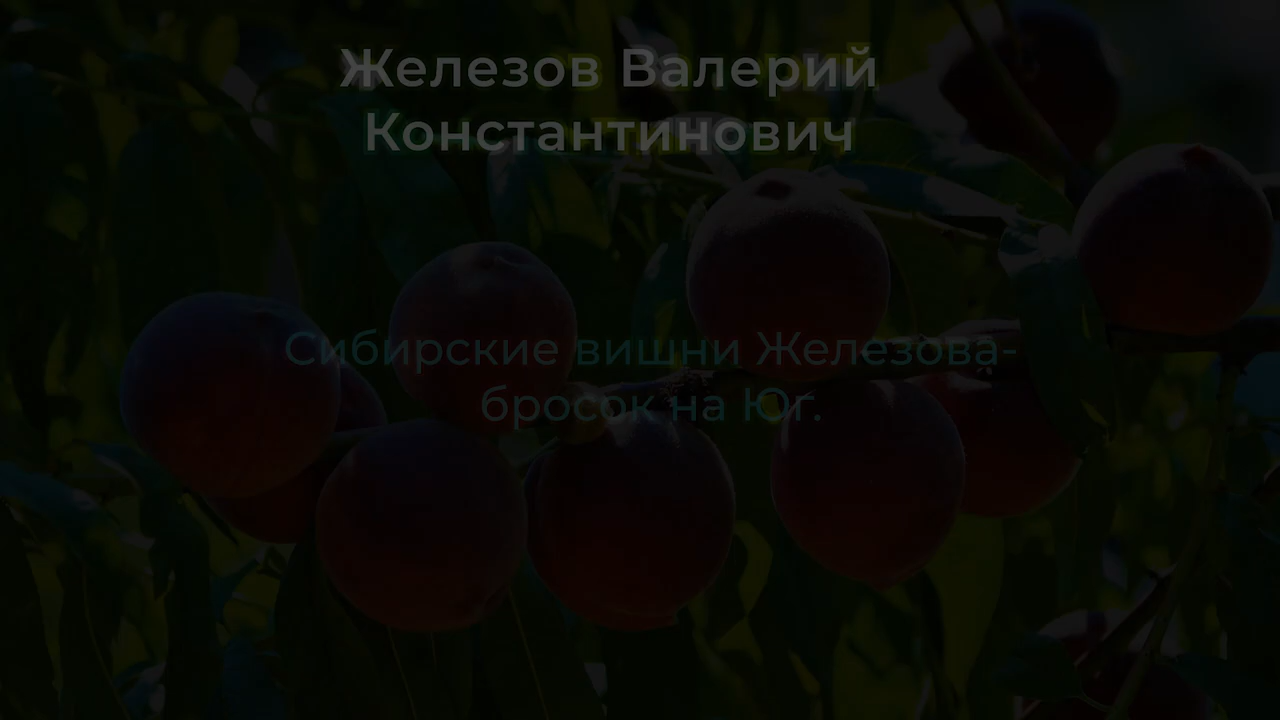 Железов Валерий
Константинович
Сибирские вишни Железова-
бросок на Юг.